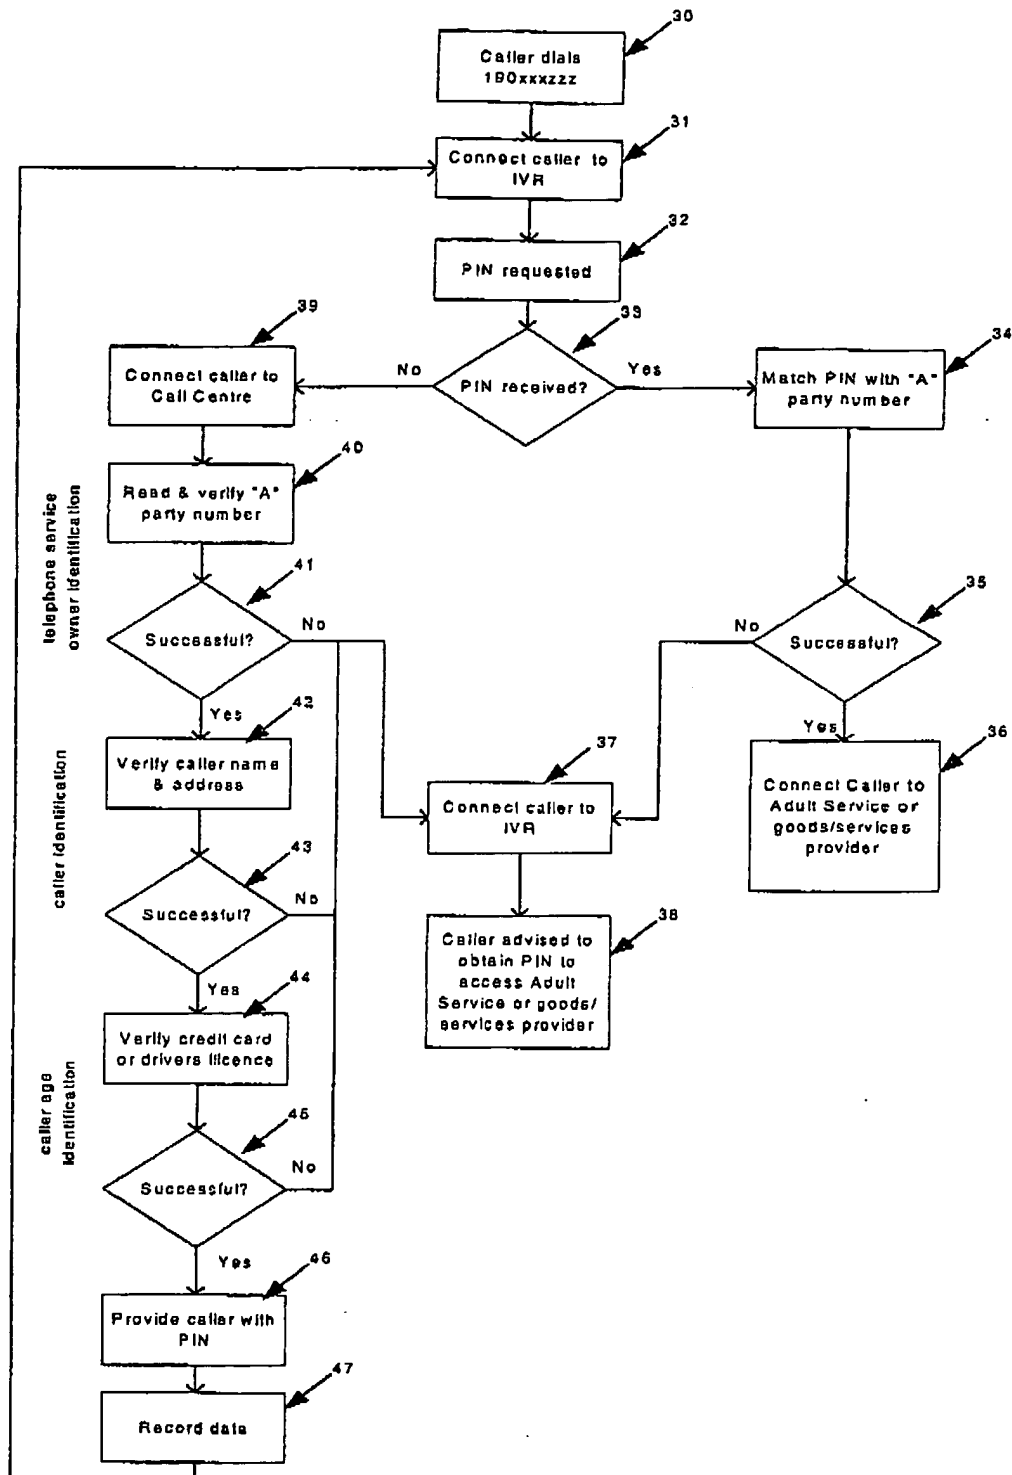 30
Caller dials
190xxxzzz
31
Connect caller to
IVR
32
PIN requested
33
PIN received?
No
Yes
34
Match PIN with "A"
party number
39
Connect caller to
Call Centre
40
Read & verify "A"
party number
telephone service
owner identification
41
Successful?
No
Yes
35
Successful?
No
Yes
36
Connect Caller to
Adult Service or
goods/services
provider
42
Verify caller name
& address
caller identification
37
Connect caller to
IVR
43
Successful?
No
Yes
38
Caller advised to
obtain PIN to
access Adult
Service or goods/
services provider
44
Verify credit card
or drivers licence
caller age
identification
45
Successful?
No
Yes
46
Provide caller with
PIN
47
Record data